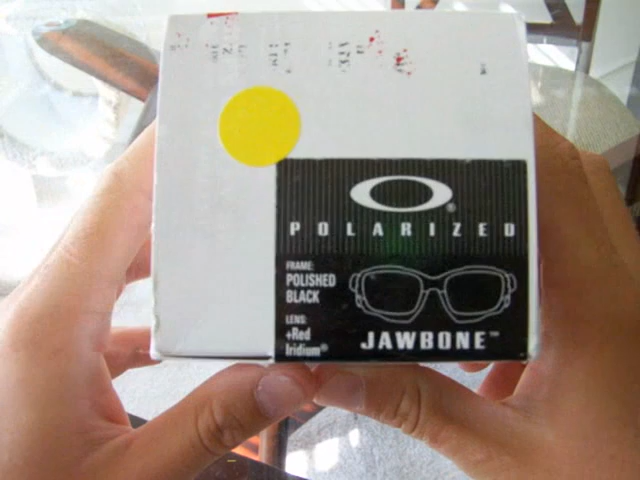 ®
POLARIZED
FRAME:
POLISHED
BLACK
LENS:
+Red
Iridium®
JAWBONE™